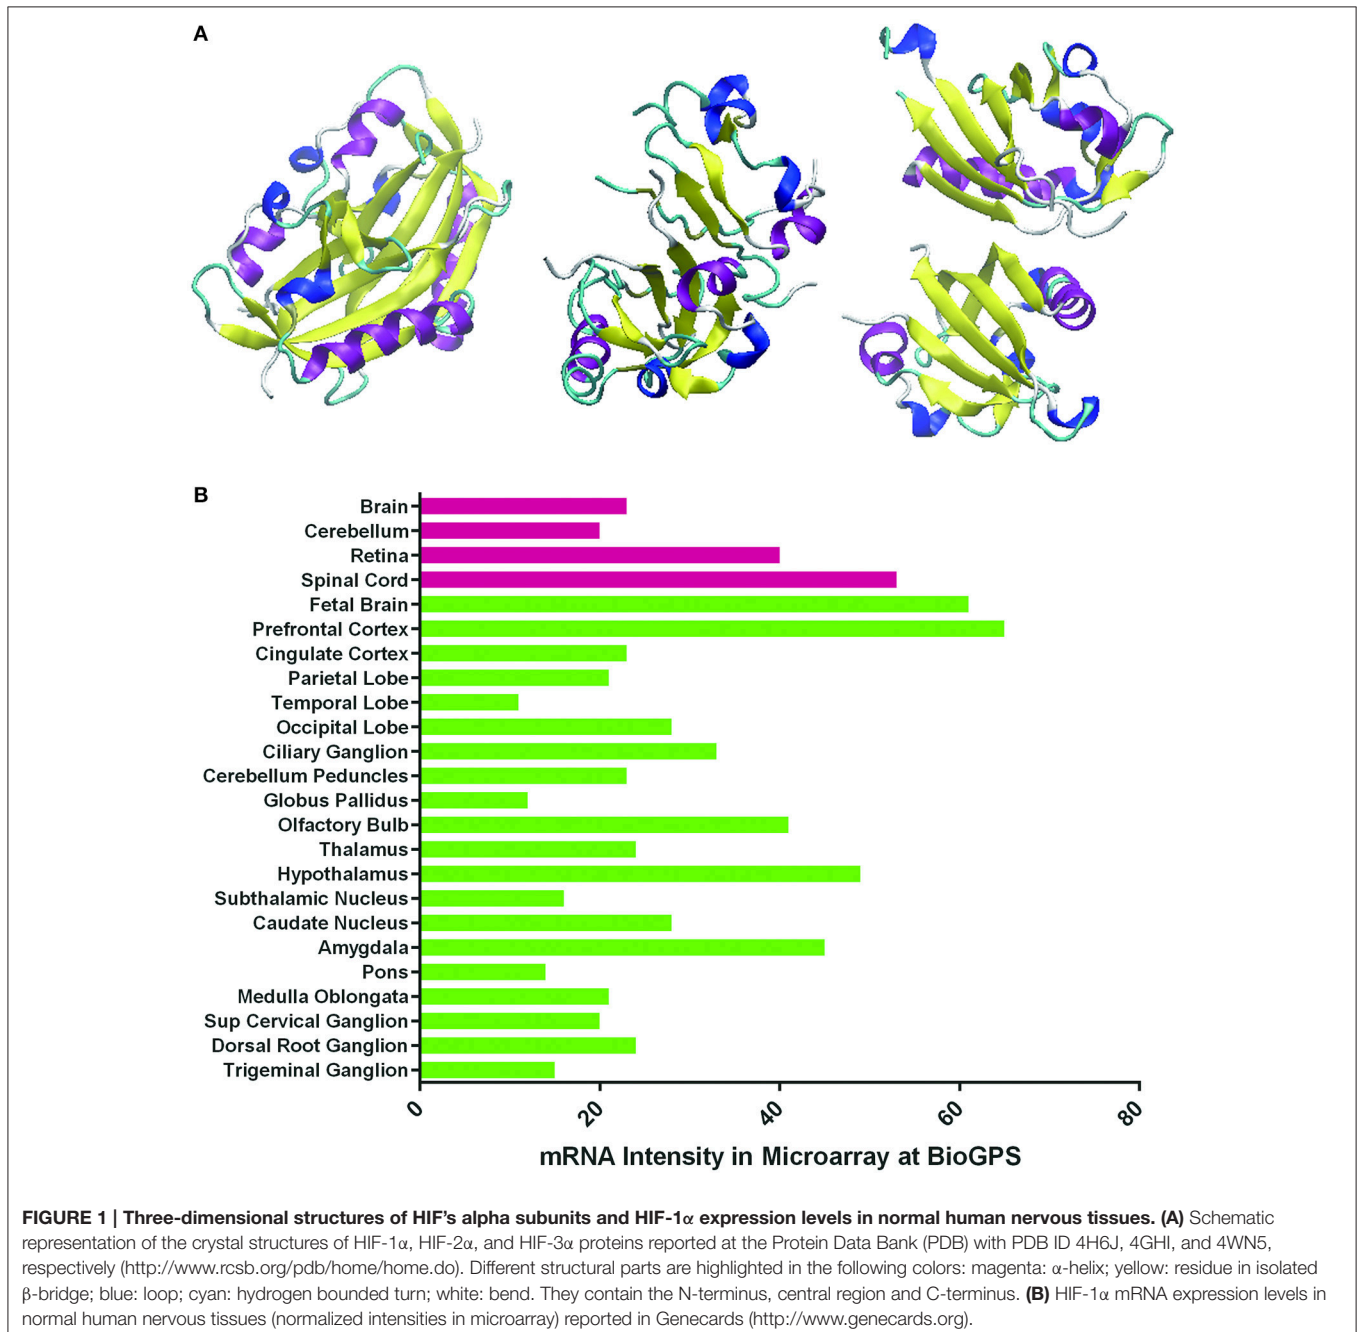 A
B
Brain
Cerebellum
Retina
Spinal Cord
Fetal Brain
Prefrontal Cortex
Cingulate Cortex
Parietal Lobe
Temporal Lobe
Occipital Lobe
Ciliary Ganglion
Cerebellum Peduncles
Globus Pallidus
Olfactory Bulb
Thalamus
Hypothalamus
Subthalamic Nucleus
Caudate Nucleus
Amygdala
Pons
Medulla Oblongata
Sup Cervical Ganglion
Dorsal Root Ganglion
Trigeminal Ganglion
0 20 40 60 80
mRNA Intensity in Microarray at BioGPS
FIGURE 1 | Three-dimensional structures of HIF's alpha subunits and HIF-1α expression levels in normal human nervous tissues. (A) Schematic
representation of the crystal structures of HIF-1α, HIF-2α, and HIF-3α proteins reported at the Protein Data Bank (PDB) with PDB ID 4H6J, 4GHI, and 4WN5,
respectively (http://www.rcsb.org/pdb/home/home.do). Different structural parts are highlighted in the following colors: magenta: α-helix; yellow: residue in isolated
β-bridge; blue: loop; cyan: hydrogen bounded turn; white: bend. They contain the N-terminus, central region and C-terminus. (B) HIF-1α mRNA expression levels in
normal human nervous tissues (normalized intensities in microarray) reported in Genecards (http://www.genecards.org).